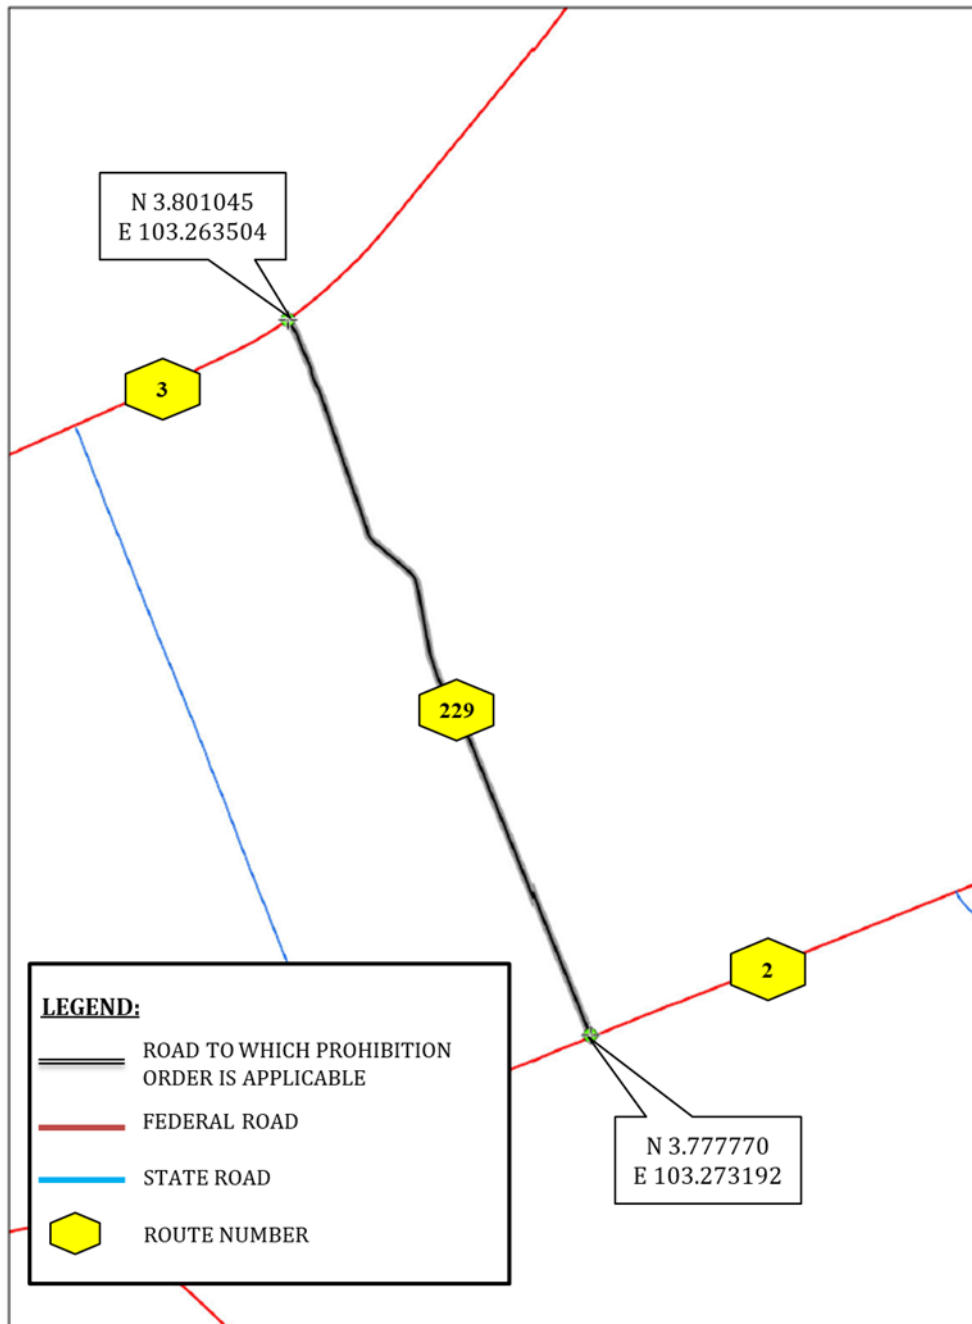 N 3.801045
E 103.263504
3
229
2
LEGEND:
ROAD TO WHICH PROHIBITION
ORDER IS APPLICABLE
FEDERAL ROAD
STATE ROAD
ROUTE NUMBER
N 3.777770
E 103.273192